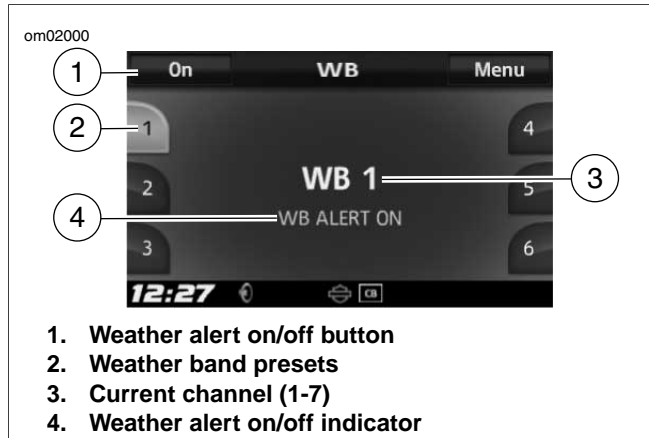 om02000
On WB Menu
1
2
3
4
5
6
WB 1
WB ALERT ON
12:27 CB
1
2
3
4
1. Weather alert on/off button
2. Weather band presets
3. Current channel (1-7)
4. Weather alert on/off indicator